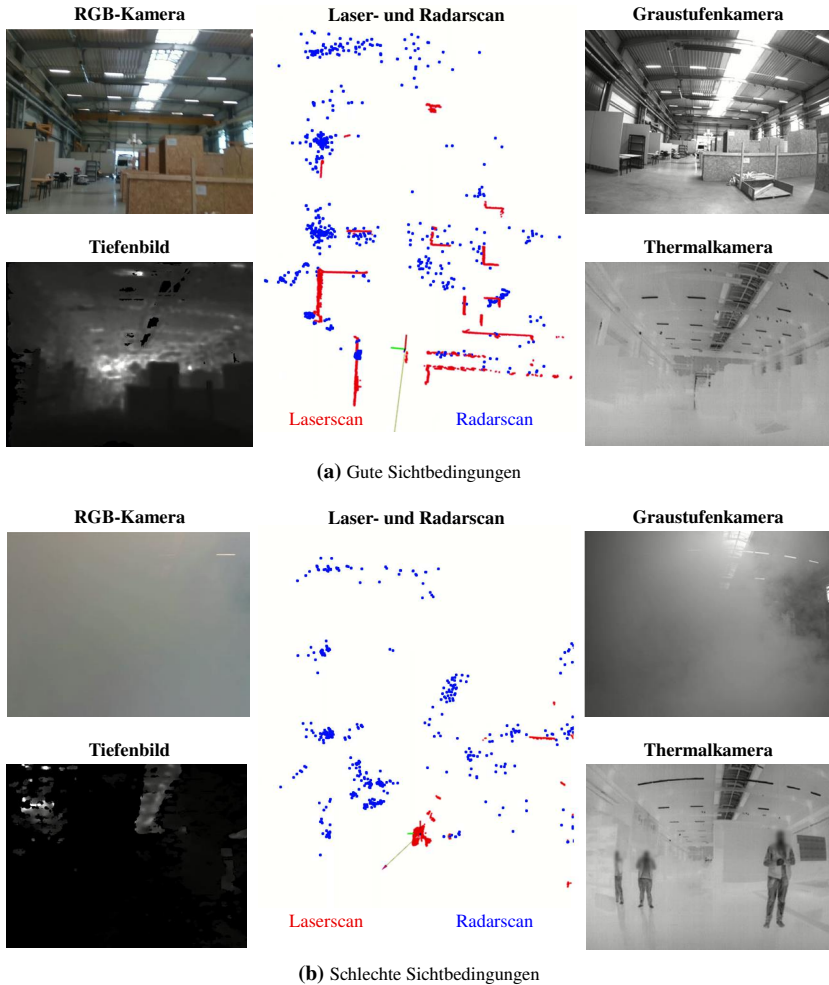 RGB-Kamera
Laser- und Radarscan
Graustufenkamera
Tiefenbild
Thermalkamera
Laserscan
Radarscan
(a) Gute Sichtbedingungen
RGB-Kamera
Laser- und Radarscan
Graustufenkamera
Tiefenbild
Thermalkamera
Laserscan
Radarscan
(b) Schlechte Sichtbedingungen